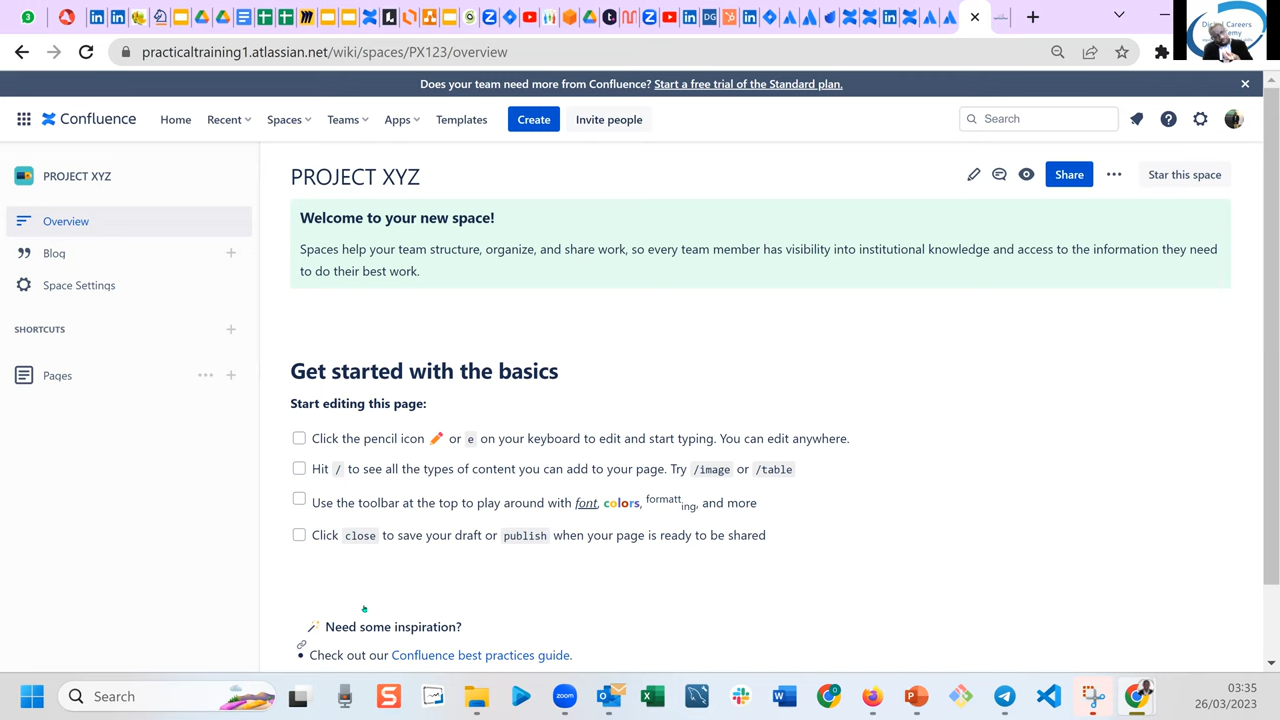 practicaltraining1.atlassian.net/wiki/spaces/PX123/overview
Does your team need more from Confluence? Start a free trial of the Standard plan.
Confluence Home Recent Spaces Teams Apps Templates Create Invite people Search
PROJECT XYZ
Overview
Blog
Space Settings
SHORTCUTS
Pages
PROJECT XYZ
Share
Star this space
Welcome to your new space!
Spaces help your team structure, organize, and share work, so every team member has visibility into institutional knowledge and access to the information they need
to do their best work.
Get started with the basics
Start editing this page:
Click the pencil icon or e on your keyboard to edit and start typing. You can edit anywhere.
Hit / to see all the types of content you can add to your page. Try /image or /table
Use the toolbar at the top to play around with font, colors, formatting, and more
Click close to save your draft or publish when your page is ready to be shared
Need some inspiration?
Check out our Confluence best practices guide.
Search
zoom
03:35
26/03/2023